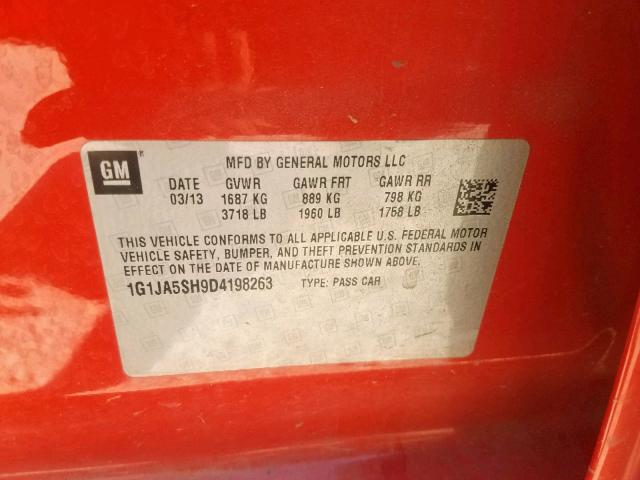 GM
MFD BY GENERAL MOTORS LLC
DATE GVWR GAWR FRT GAWR RR
03/13 1687 KG 889 KG 798 KG
3718 LB 1960 LB 1758 LB
THIS VEHICLE CONFORMS TO ALL APPLICABLE U.S. FEDERAL MOTOR
VEHICLE SAFETY, BUMPER, AND THEFT PREVENTION STANDARDS IN
EFFECT ON THE DATE OF MANUFACTURE SHOWN ABOVE.
1G1JA5SH9D4198263 TYPE: PASS CAR